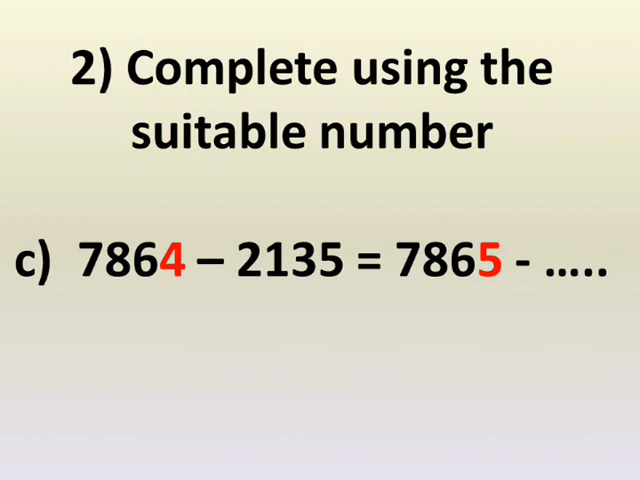 2) Complete using the
suitable number
c) 7864 – 2135 = 7865 - …..